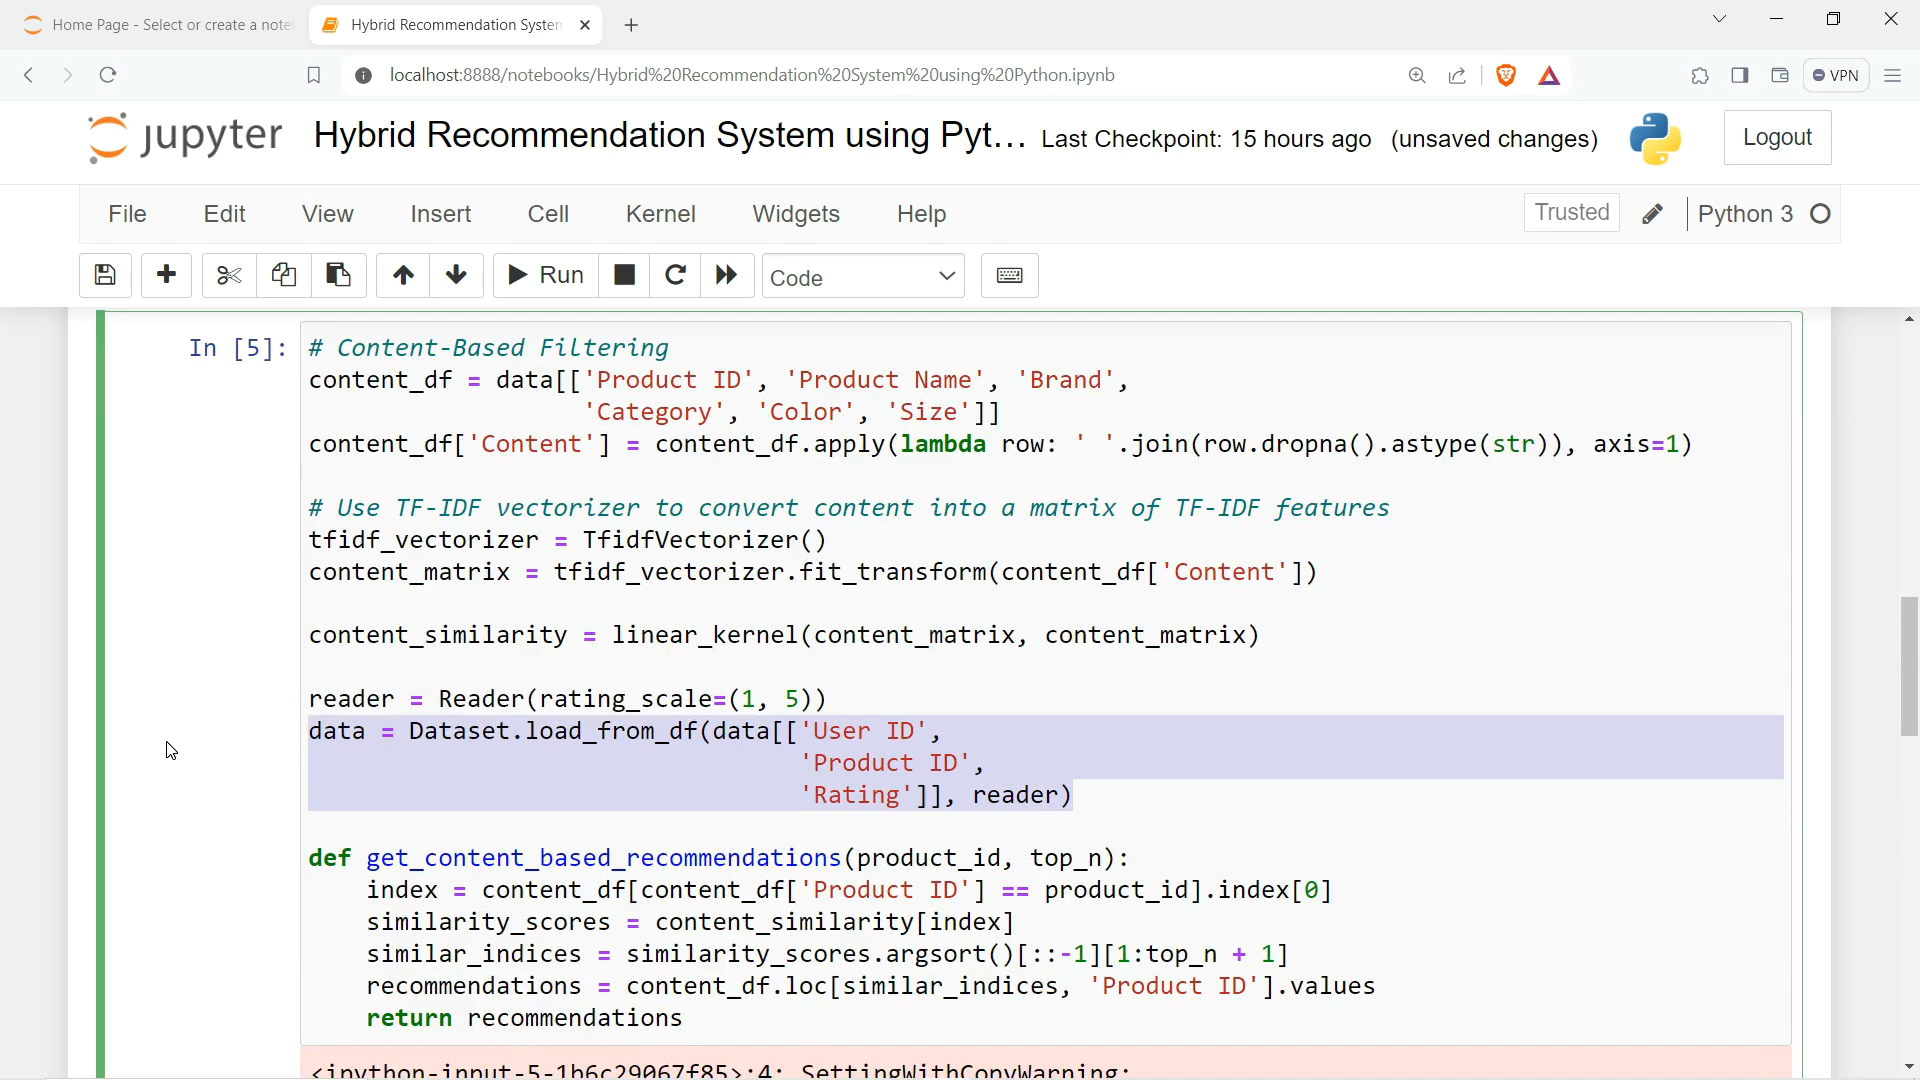 Home Page - Select or create a note
Hybrid Recommendation System
localhost:8888/notebooks/Hybrid%20Recommendation%20System%20using%20Python.ipynb
VPN
jupyter
Hybrid Recommendation System using Pyt...
Last Checkpoint: 15 hours ago (unsaved changes)
Logout
File Edit View Insert Cell Kernel Widgets Help
Trusted
Python 3
Run
Code
In [5]:
# Content-Based Filtering
content_df = data[['Product ID', 'Product Name', 'Brand',
'Category', 'Color', 'Size']]
content_df['Content'] = content_df.apply(lambda row: ' '.join(row.dropna().astype(str)), axis=1)
# Use TF-IDF vectorizer to convert content into a matrix of TF-IDF features
tfidf_vectorizer = TfidfVectorizer()
content_matrix = tfidf_vectorizer.fit_transform(content_df['Content'])
content_similarity = linear_kernel(content_matrix, content_matrix)
reader = Reader(rating_scale=(1, 5))
data = Dataset.load_from_df(data[['User ID',
'Product ID',
'Rating']], reader)
def get_content_based_recommendations(product_id, top_n):
index = content_df[content_df['Product ID'] == product_id].index[0]
similarity_scores = content_similarity[index]
similar_indices = similarity_scores.argsort()[::-1][1:top_n + 1]
recommendations = content_df.loc[similar_indices, 'Product ID'].values
return recommendations
<ipython-input-5-1b6c29067f85>:4: SettingWithCopyWarning: